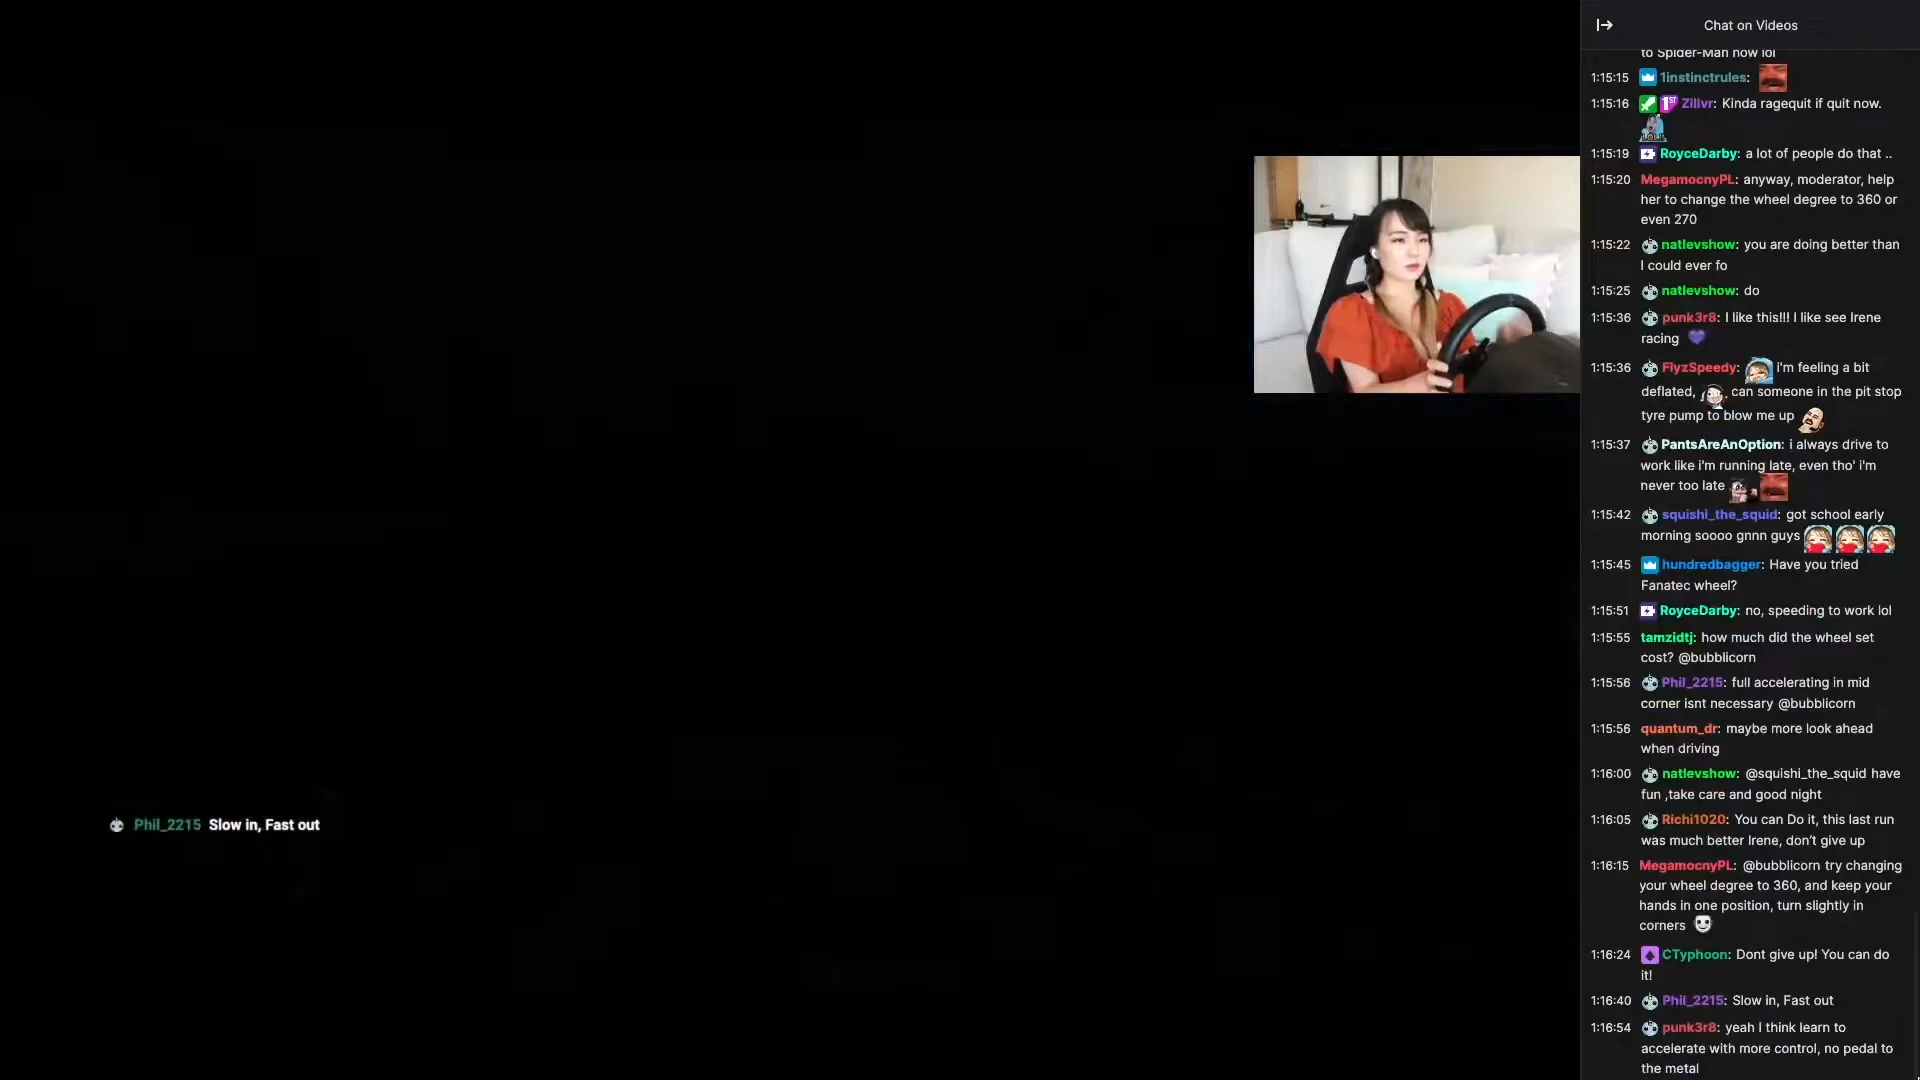 Chat on Videos
to Spider-Man now lol
1:15:15 1instinctrules:
1:15:16 1ST Zilivr: Kinda ragequit if quit now.
1:15:19 RoyceDarby: a lot of people do that ..
1:15:20 MegamocnyPL: anyway, moderator, help
her to change the wheel degree to 360 or
even 270
1:15:22 natlevshow: you are doing better than
I could ever fo
1:15:25 natlevshow: do
1:15:36 punk3r8: I like this!!! I like see Irene
racing
1:15:36 FlyzSpeedy: i'm feeling a bit
deflated, , can someone in the pit stop
tyre pump to blow me up
1:15:37 PantsAreAnOption: i always drive to
work like i'm running late, even tho' i'm
never too late
1:15:42 squishi_the_squid: got school early
morning soooo gnnn guys
1:15:45 hundredbagger: Have you tried
Fanatec wheel?
1:15:51 RoyceDarby: no, speeding to work lol
1:15:55 tamzidtj: how much did the wheel set
cost? @bubblicorn
1:15:56 Phil_2215: full accelerating in mid
corner isnt necessary @bubblicorn
1:15:56 quantum_dr: maybe more look ahead
when driving
1:16:00 natlevshow: @squishi_the_squid have
fun ,take care and good night
1:16:05 Richi1020: You can Do it, this last run
was much better Irene, don't give up
1:16:15 MegamocnyPL: @bubblicorn try changing
your wheel degree to 360, and keep your
hands in one position, turn slightly in
corners
1:16:24 CTyphoon: Dont give up! You can do
it!
1:16:40 Phil_2215: Slow in, Fast out
1:16:54 punk3r8: yeah I think learn to
accelerate with more control, no pedal to
the metal
Phil_2215 Slow in, Fast out